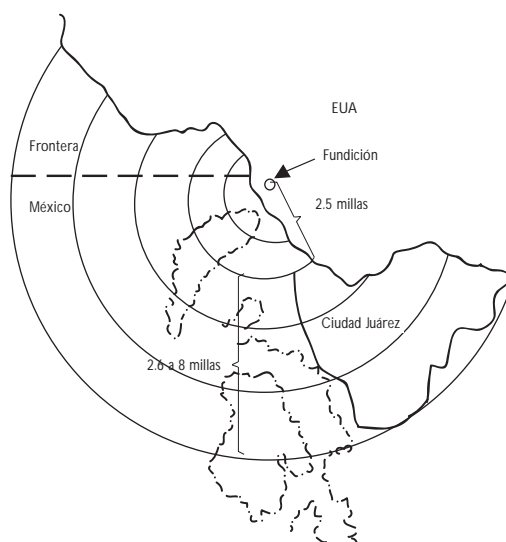 EUA
Frontera
Fundición
México
2.5 millas
Ciudad Juárez
2.6 a 8 millas